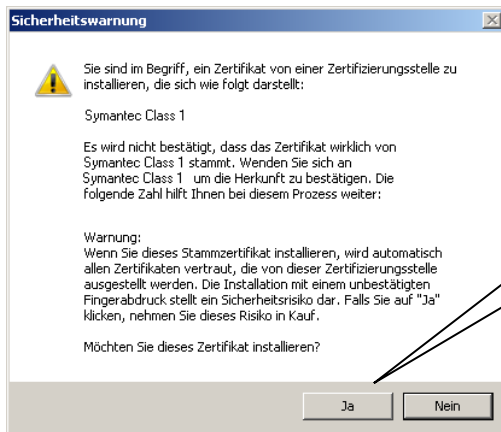 Sicherheitswarnung
Sie sind im Begriff, ein Zertifikat von einer Zertifizierungsstelle zu
installieren, die sich wie folgt darstellt:
Symantec Class 1
Es wird nicht bestätigt, dass das Zertifikat wirklich von
Symantec Class 1 stammt. Wenden Sie sich an
Symantec Class 1 um die Herkunft zu bestätigen. Die
folgende Zahl hilft Ihnen bei diesem Prozess weiter:
Warnung:
Wenn Sie dieses Stammzertifikat installieren, wird automatisch
allen Zertifikaten vertraut, die von dieser Zertifizierungsstelle
ausgestellt werden. Die Installation mit einem unbestätigten
Fingerabdruck stellt ein Sicherheitsrisiko dar. Falls Sie auf "Ja"
klicken, nehmen Sie dieses Risiko in Kauf.
Möchten Sie dieses Zertifikat installieren?
Ja Nein